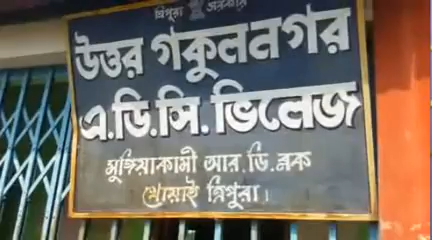 ত্রিপুরা সরকার
উত্তর গকুলনগর
এ.ডি.সি.ভিলেজ
মুঙ্গিয়াকামী আর.ডি.ব্লক
খোয়াই ত্রিপুরা।